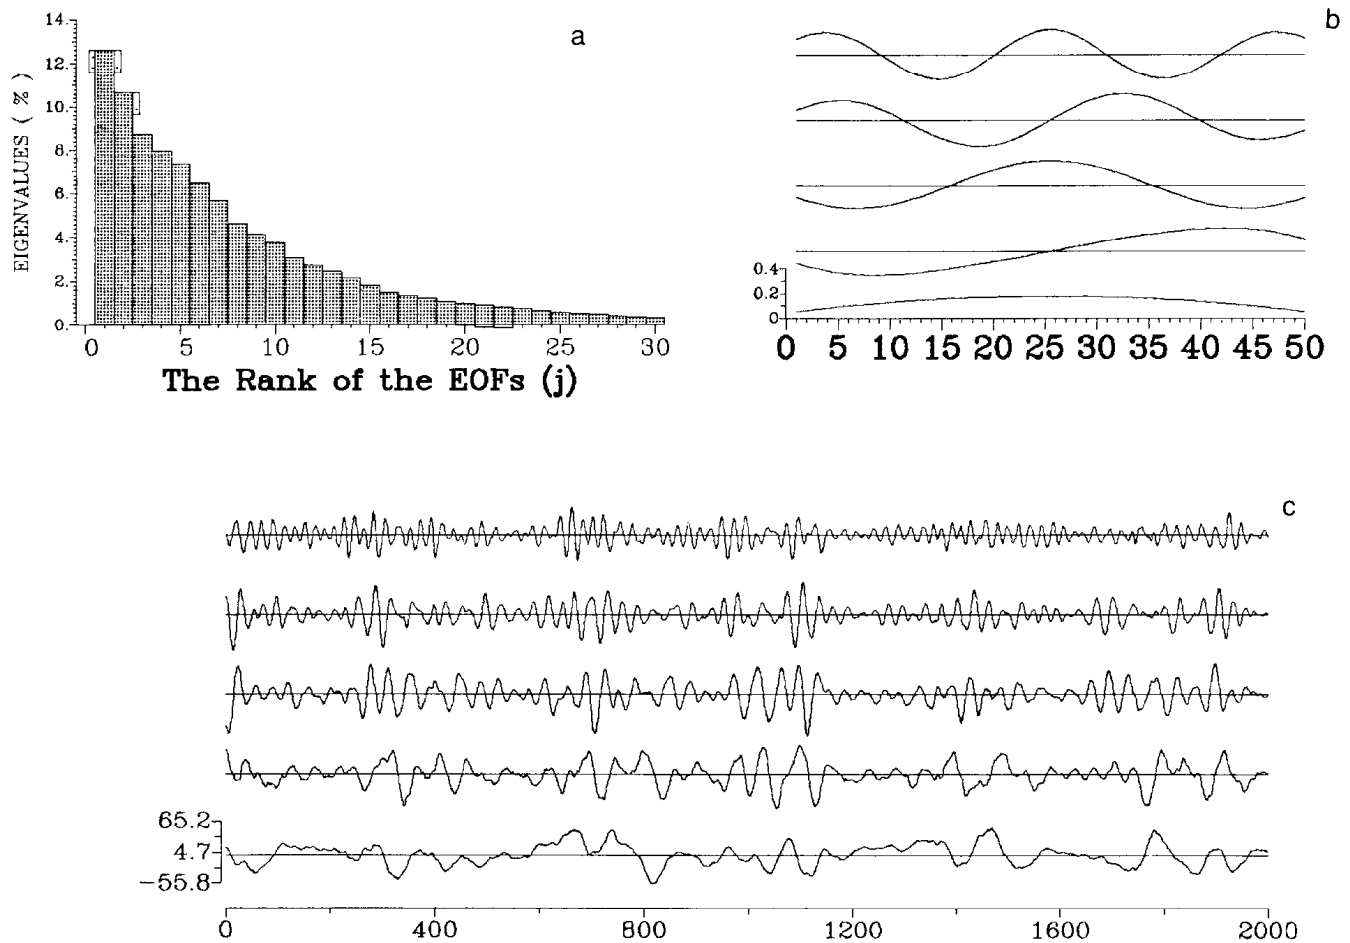 a
b
14.
12.
10.
8.
6.
4.
2.
0.
EIGENVALUES ( % )
0 5 10 15 20 25 30
The Rank of the EOFs (j)
0.4
0.2
0
0 5 10 15 20 25 30 35 40 45 50
c
65.2
4.7
−55.8
0 400 800 1200 1600 2000